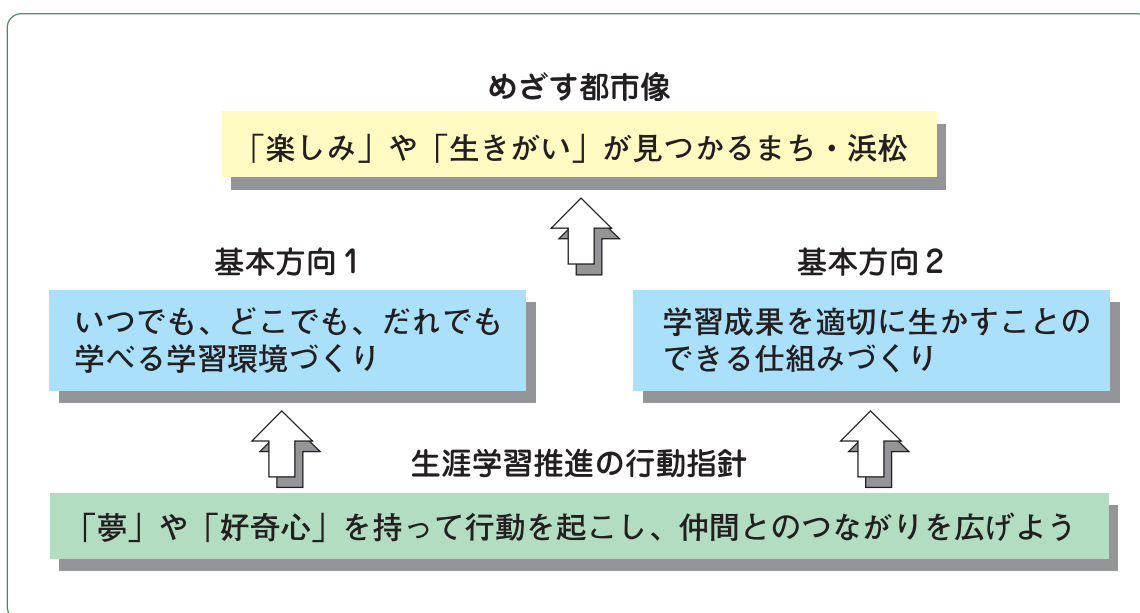 めざす都市像
「楽しみ」や「生きがい」が見つかるまち・浜松
基本方向1
いつでも、どこでも、だれでも
学べる学習環境づくり
基本方向2
学習成果を適切に生かすことの
できる仕組みづくり
生涯学習推進の行動指針
「夢」や「好奇心」を持って行動を起こし、仲間とのつながりを広げよう